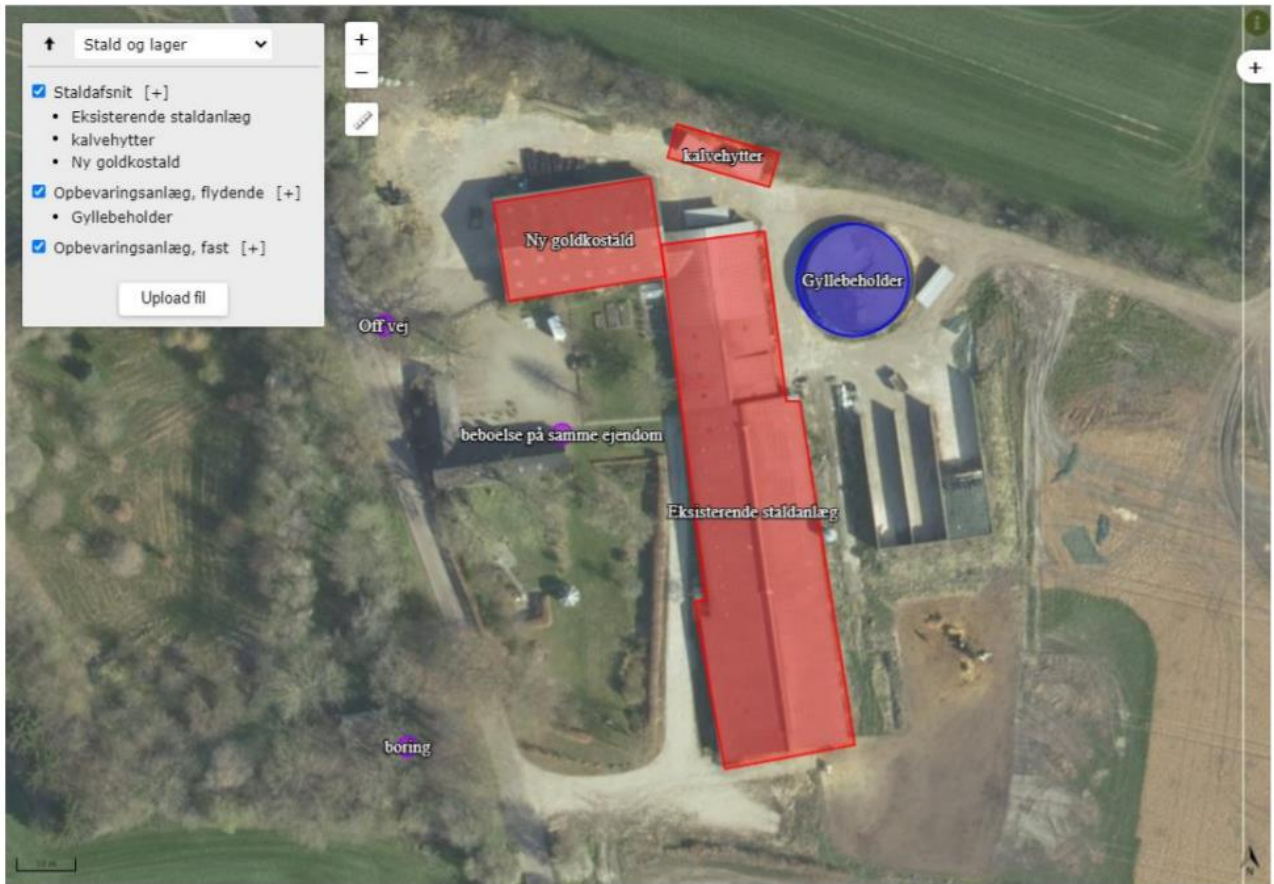 Stald og lager
Staldafsnit [+]
Eksisterende staldanlæg
kalvehytter
Ny goldkostald
Opbevaringsanlæg, flydende [+]
Gyllebeholder
Opbevaringsanlæg, fast [+]
Upload fil
+
−
+
kalvehytter
Ny goldkostald
Gyllebeholder
Off vej
beboelse på samme ejendom
Eksisterende staldanlæg
boring
N